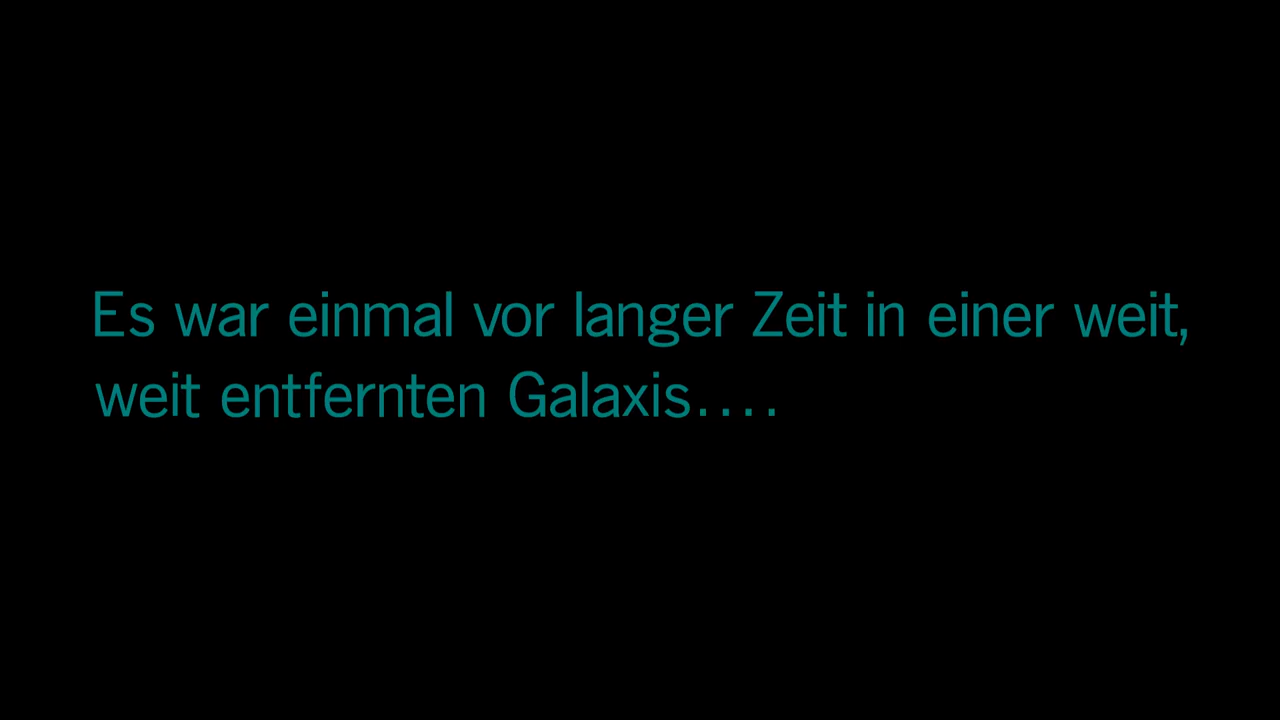 Es war einmal vor langer Zeit in einer weit,
weit entfernten Galaxis....